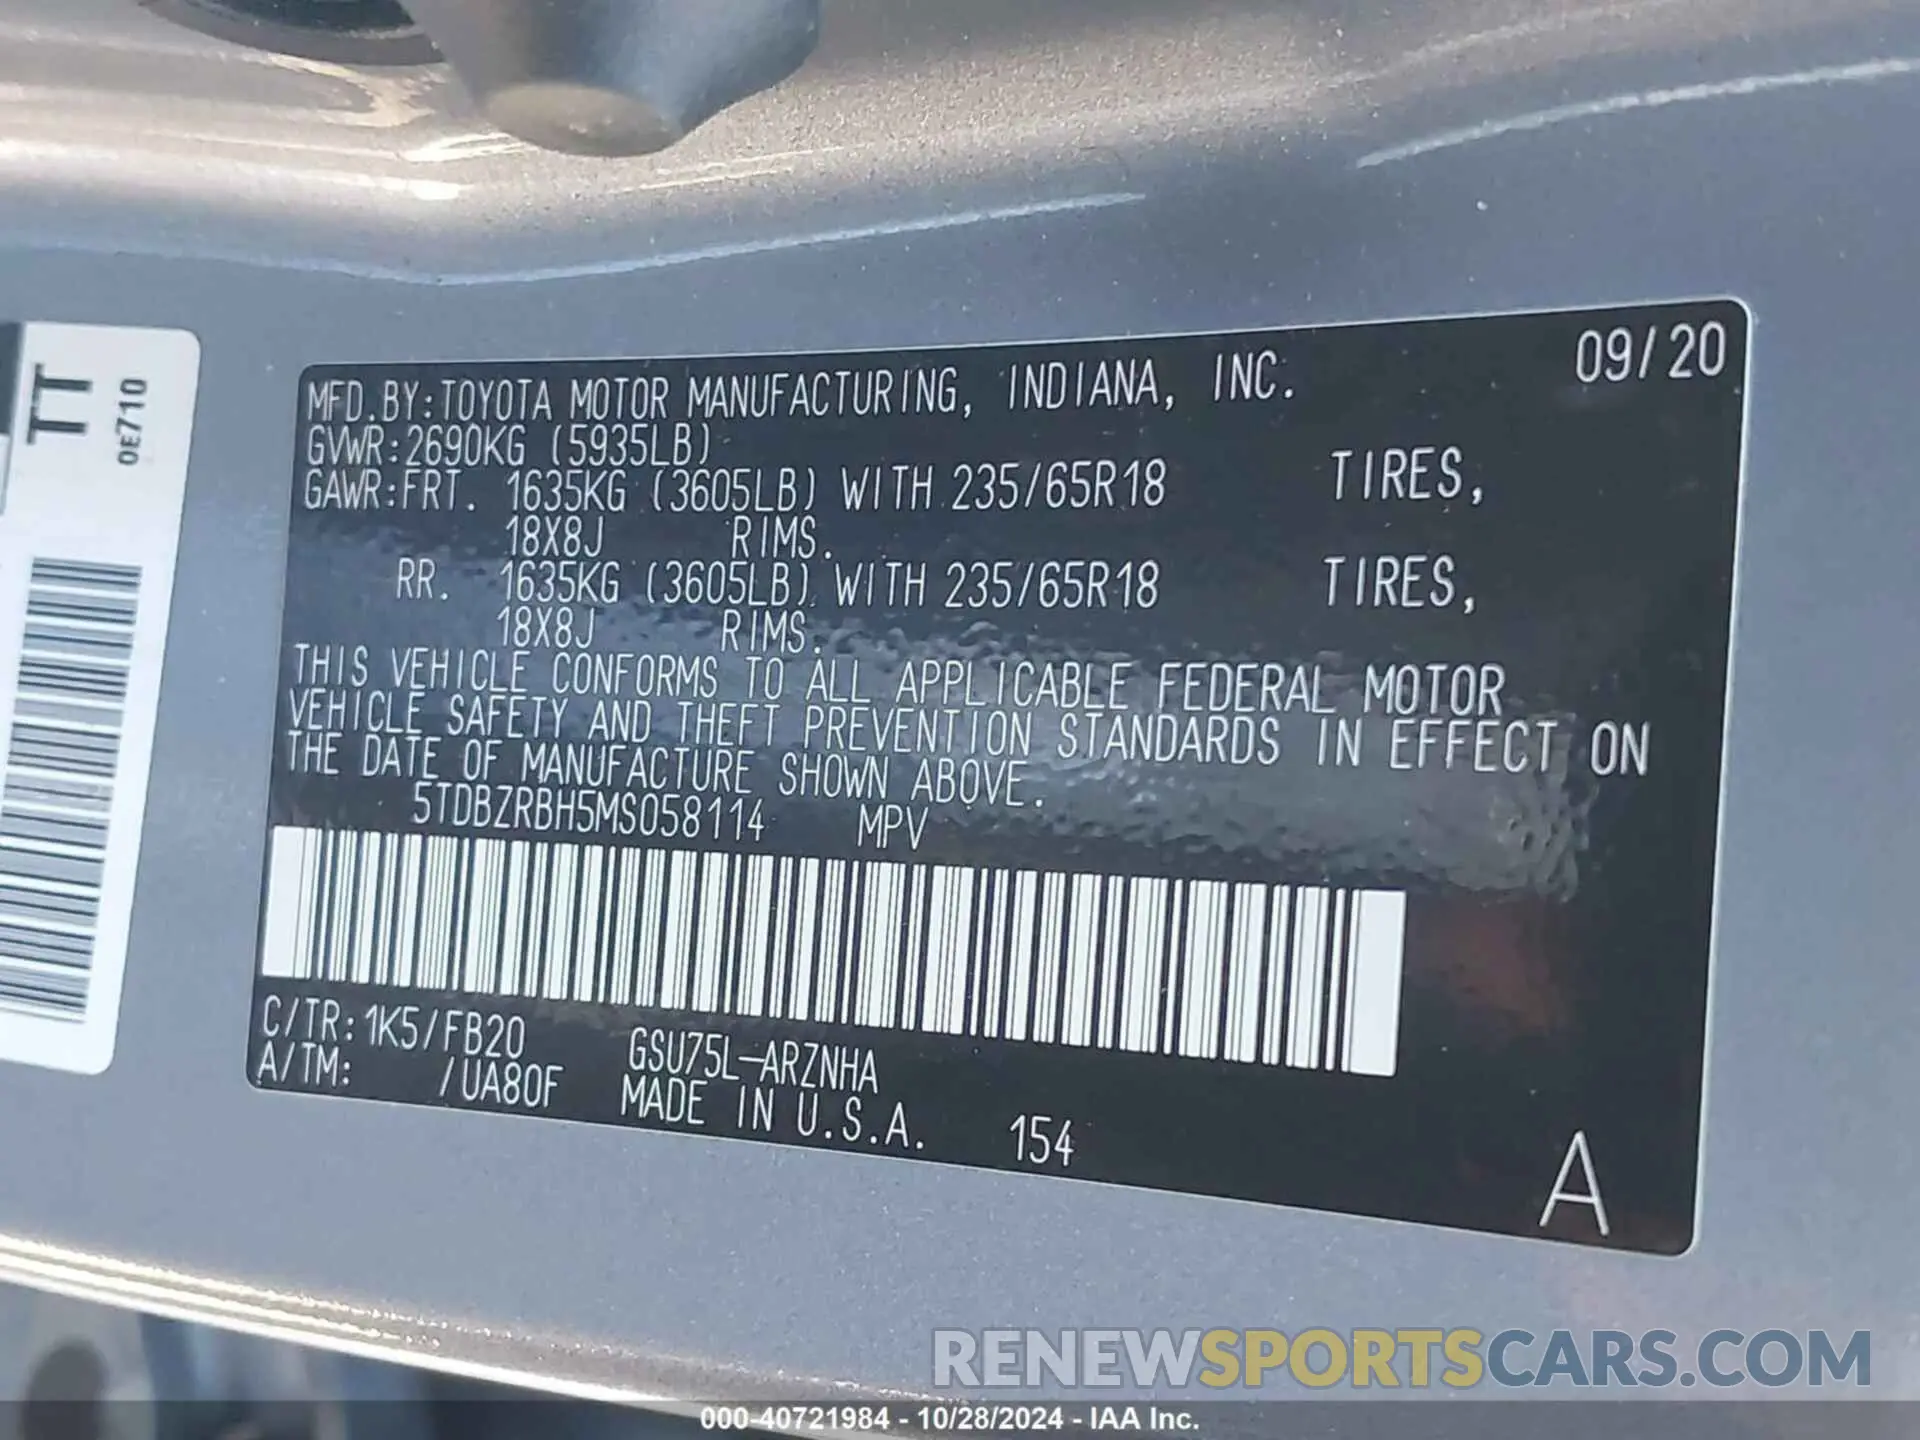 TT
0E710
09/20
MFD.BY:TOYOTA MOTOR MANUFACTURING, INDIANA, INC.
GVWR:2690KG (5935LB)
GAWR:FRT. 1635KG (3605LB) WITH 235/65R18 TIRES,
18X8J RIMS.
RR. 1635KG (3605LB) WITH 235/65R18 TIRES,
18X8J RIMS.
THIS VEHICLE CONFORMS TO ALL APPLICABLE FEDERAL MOTOR
VEHICLE SAFETY AND THEFT PREVENTION STANDARDS IN EFFECT ON
THE DATE OF MANUFACTURE SHOWN ABOVE.
5TDBZRBH5MS058114 MPV
C/TR:1K5/FB20 GSU75L-ARZNHA
A/TM: /UA80F MADE IN U.S.A. 154
A
RENEWSPORTSCARS.COM
000-40721984 - 10/28/2024 - IAA Inc.